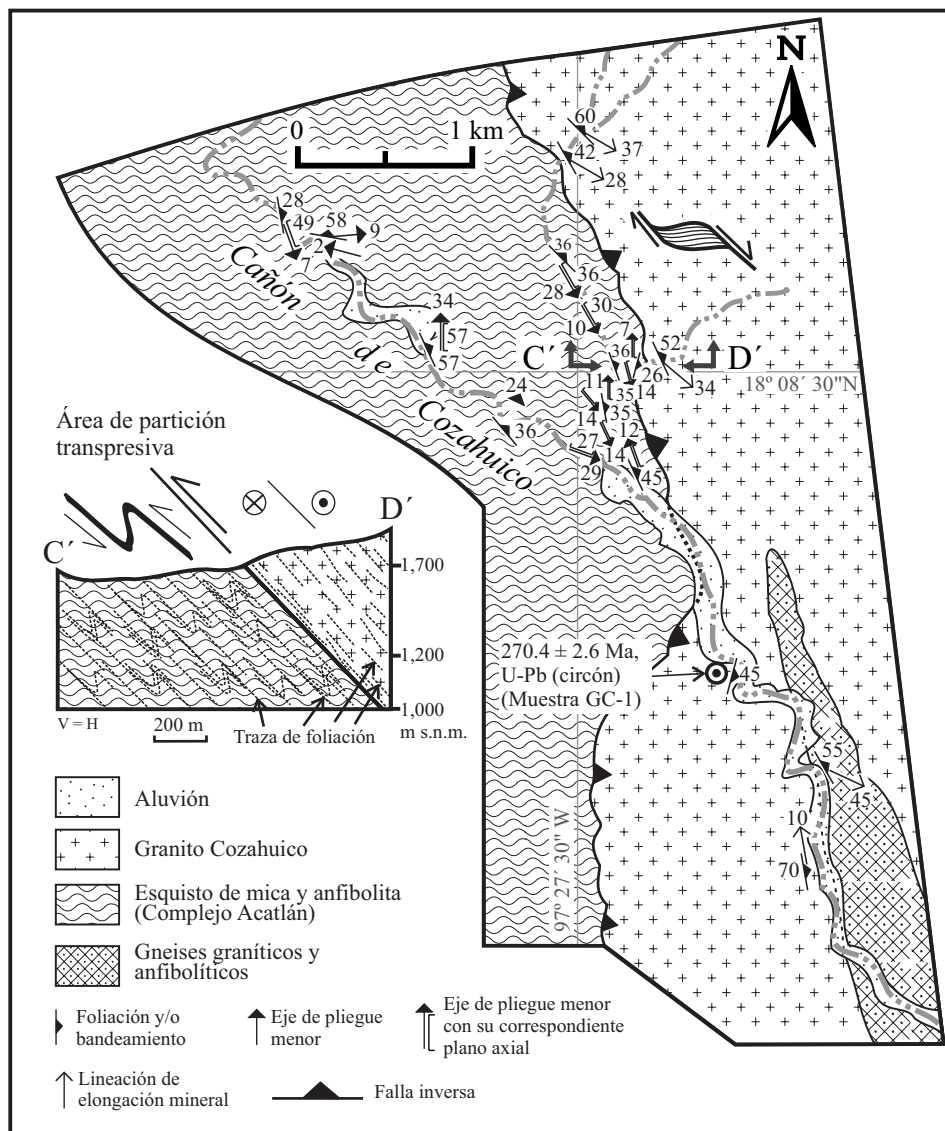 N
0 1 km
60
37
42
28
28
49
58
9
2
7
36
36
28
30
10
7
34
57
57
52
36
26
34
C´ D´
18° 08´ 30"N
11
35
14
24
14
35
12
36
27
14
29
45
Cañón
de
Cozahuico
Área de partición
transpresiva
C´ D´
1,700
1,200
1,000
m s.n.m.
V = H
200 m
Traza de foliación
270.4 ± 2.6 Ma,
U-Pb (circón)
(Muestra GC-1)
45
55
45
10
70
97° 27´ 30" W
Aluvión
Granito Cozahuico
Esquisto de mica y anfibolita
(Complejo Acatlán)
Gneises graníticos y
anfibolíticos
Foliación y/o
bandeamiento
Eje de pliegue
menor
Eje de pliegue menor
con su correspondiente
plano axial
Lineación de
elongación mineral
Falla inversa